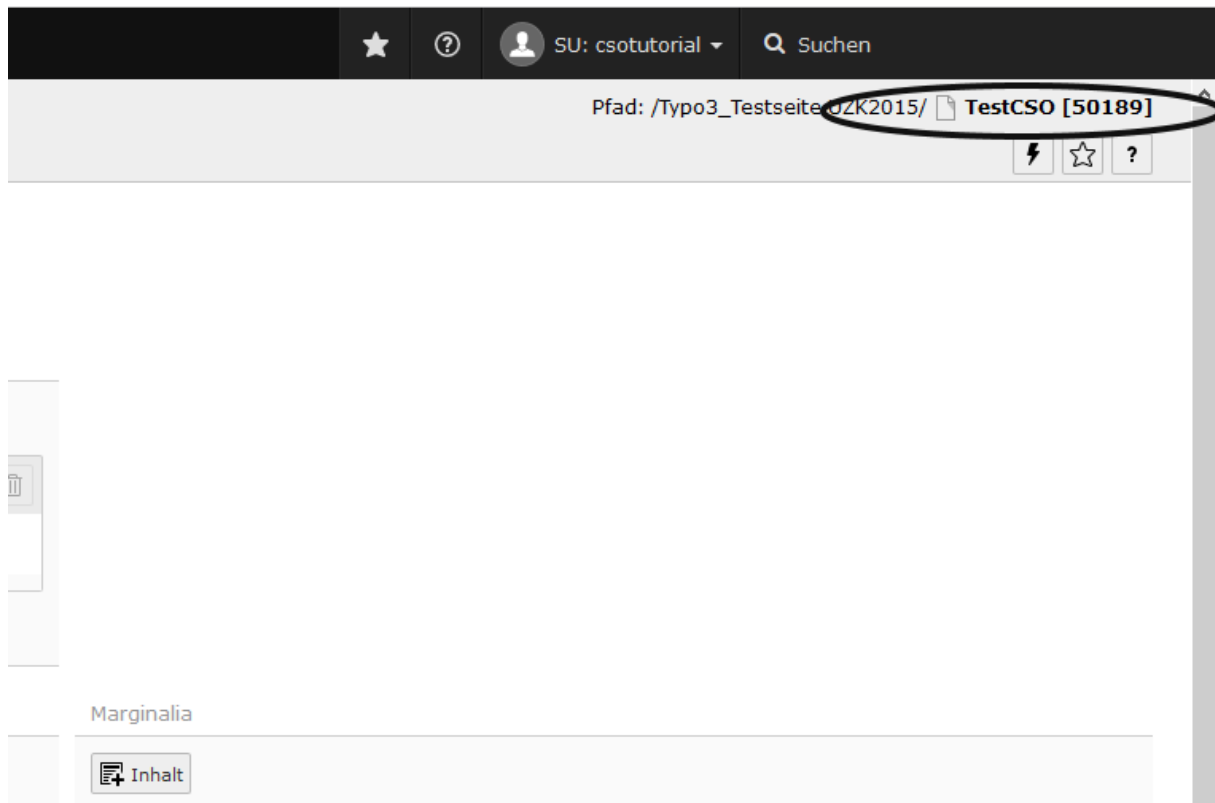 SU: csotutorial Suchen
Pfad: /Typo3_Testseite UZK2015/ TestCSO [50189]
?
Marginalia
Inhalt